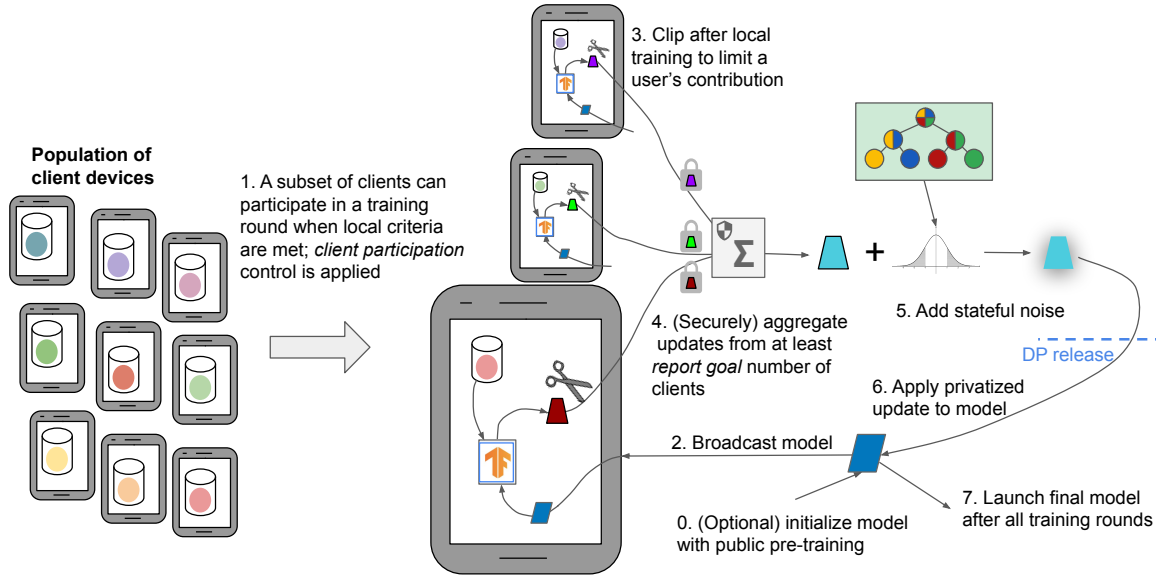 Population of
client devices
1. A subset of clients can
participate in a training
round when local criteria
are met; client participation
control is applied
3. Clip after local
training to limit a
user's contribution
Σ
+
4. (Securely) aggregate
updates from at least
report goal number of
clients
5. Add stateful noise
DP release
6. Apply privatized
update to model
2. Broadcast model
0. (Optional) initialize model
with public pre-training
7. Launch final model
after all training rounds